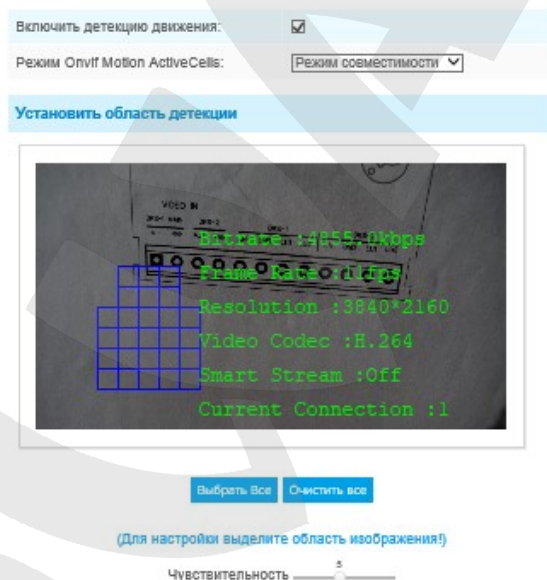 Включить детекцию движения:
Режим Onvif Motion ActiveCells: Режим совместимости
Установить область детекции
VIDEO IN
Bitrate :4855.0kbps
Frame Rate :11fps
Resolution :3840*2160
Video Codec :H.264
Smart Stream :Off
Current Connection :1
Выбрать Все Очистить все
(Для настройки выделите область изображения!)
5
Чувствительность